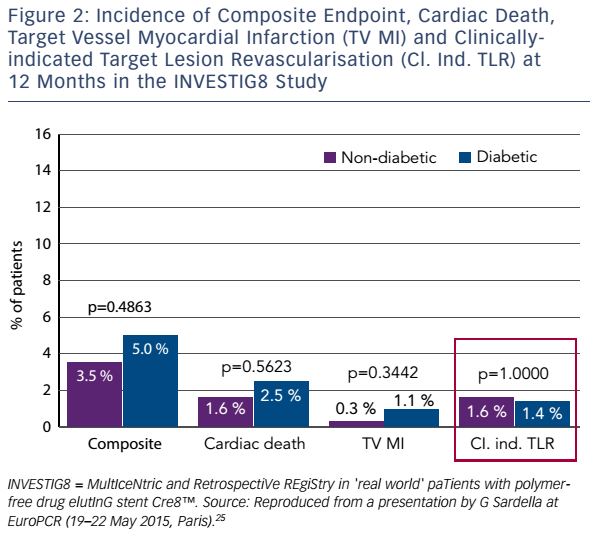 Figure 2: Incidence of Composite Endpoint, Cardiac Death,
Target Vessel Myocardial Infarction (TV MI) and Clinically-
indicated Target Lesion Revascularisation (Cl. Ind. TLR) at
12 Months in the INVESTIG8 Study
16
14
12
10
8
6
4
2
0
% of patients
Non-diabetic
Diabetic
p=0.4863
3.5 %
5.0 %
p=0.5623
1.6 %
2.5 %
p=0.3442
0.3 %
1.1 %
p=1.0000
1.6 %
1.4 %
Composite
Cardiac death
TV MI
Cl. ind. TLR
INVESTIG8 = MultIceNtric and RetrospectiVe REgiStry in 'real world' paTients with polymer-
free drug elutInG stent Cre8™. Source: Reproduced from a presentation by G Sardella at
EuroPCR (19–22 May 2015, Paris).²⁵